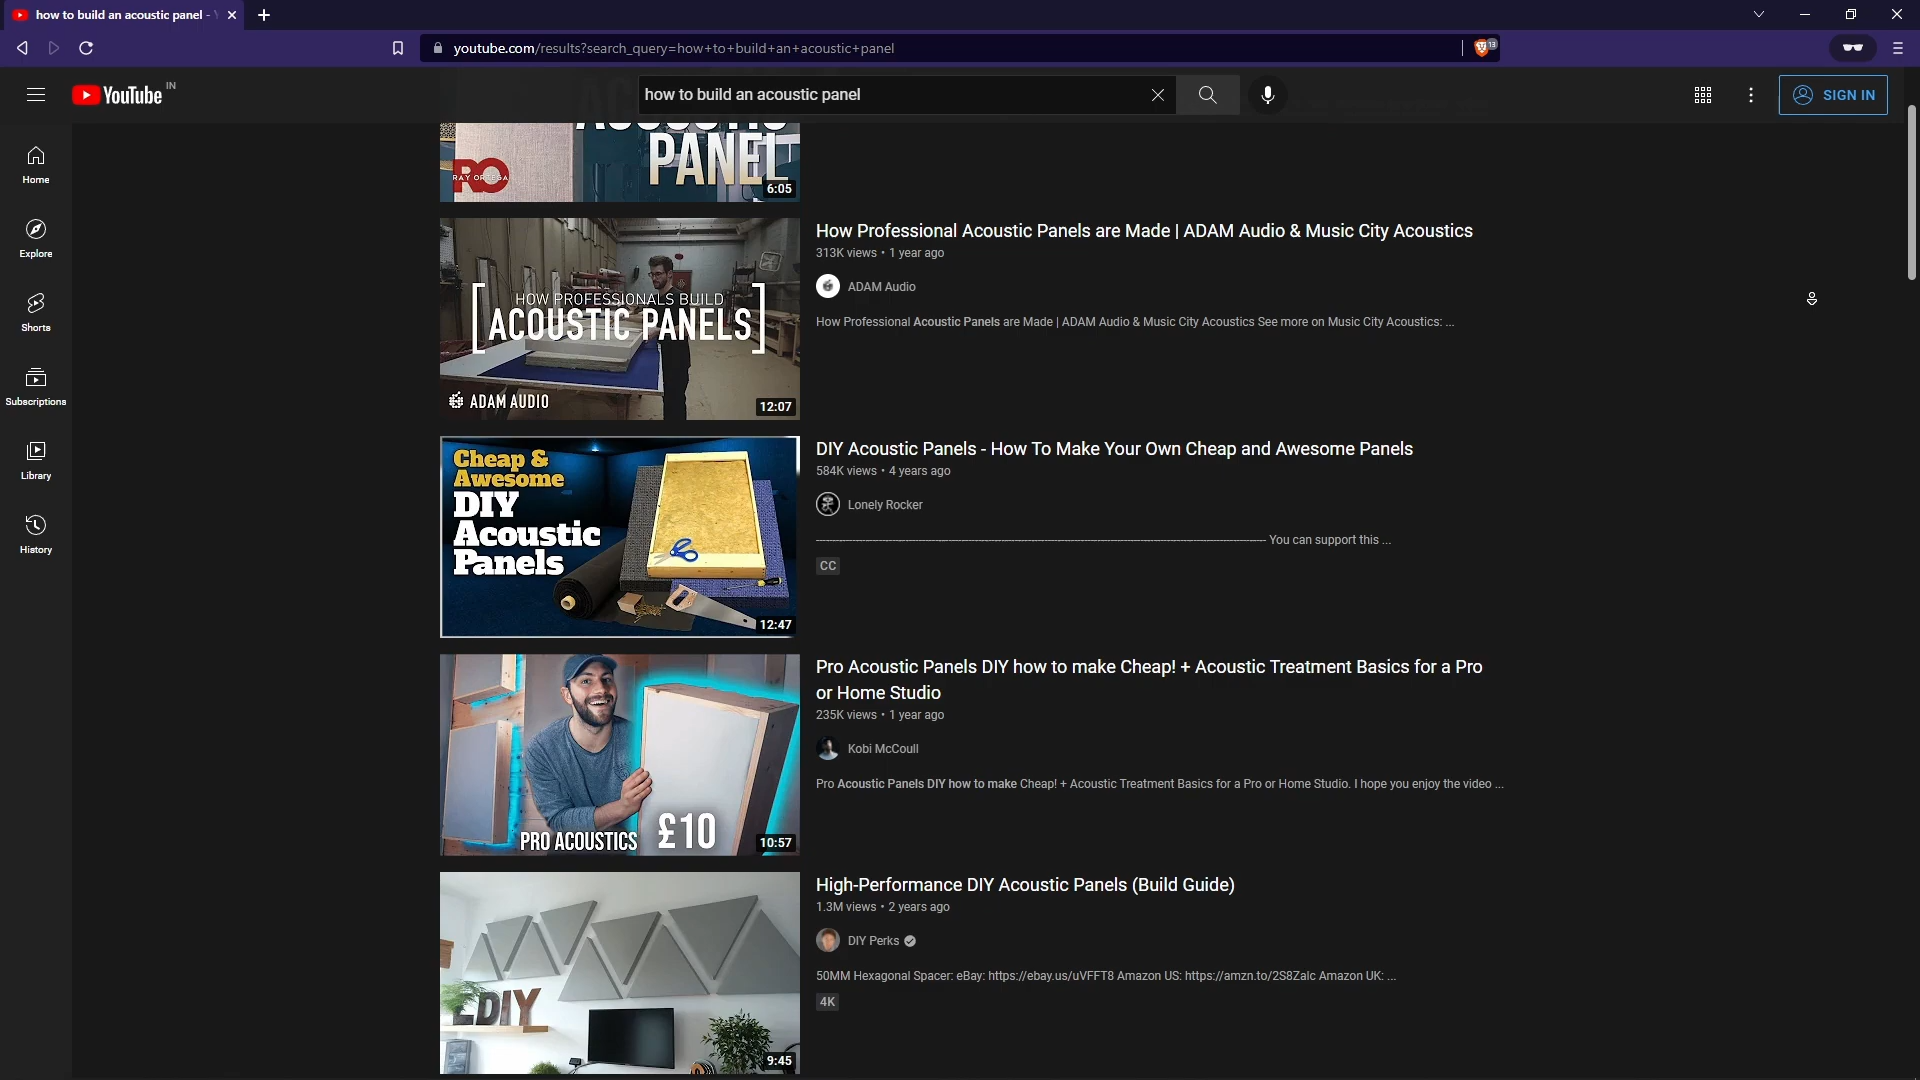 how to build an acoustic panel -
youtube.com/results?search_query=how+to+build+an+acoustic+panel
13
YouTube IN
how to build an acoustic panel
SIGN IN
Home
Explore
Shorts
Subscriptions
Library
History
ACOUSTIC
PANEL
RO
RAY ORTEGA
6:05
HOW PROFESSIONALS BUILD
ACOUSTIC PANELS
ADAM AUDIO
12:07
How Professional Acoustic Panels are Made | ADAM Audio & Music City Acoustics
313K views • 1 year ago
ADAM Audio
How Professional Acoustic Panels are Made | ADAM Audio & Music City Acoustics See more on Music City Acoustics: ...
Cheap &
Awesome
DIY
Acoustic
Panels
12:47
DIY Acoustic Panels - How To Make Your Own Cheap and Awesome Panels
584K views • 4 years ago
Lonely Rocker
You can support this ...
CC
PRO ACOUSTICS £10
10:57
Pro Acoustic Panels DIY how to make Cheap! + Acoustic Treatment Basics for a Pro
or Home Studio
235K views • 1 year ago
Kobi McCoull
Pro Acoustic Panels DIY how to make Cheap! + Acoustic Treatment Basics for a Pro or Home Studio. I hope you enjoy the video ...
DIY
9:45
High-Performance DIY Acoustic Panels (Build Guide)
1.3M views • 2 years ago
DIY Perks
50MM Hexagonal Spacer: eBay: https://ebay.us/uVFFT8 Amazon US: https://amzn.to/2S8Zalc Amazon UK: ...
4K